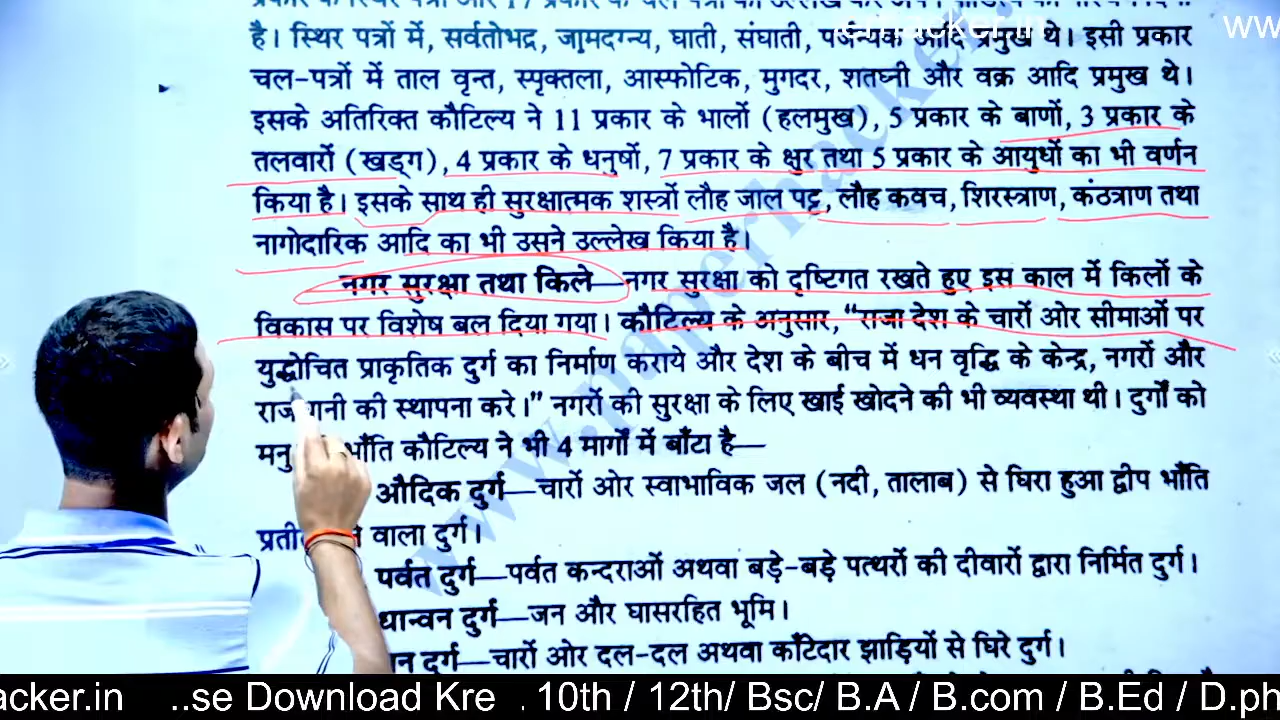 है। स्थिर पत्रों में, सर्वतोभद्र, जामदग्न्य, घाती, संघाती, पर्जन्यक आदि प्रमुख थे। इसी प्रकार
चल-पत्रों में ताल वृन्त, स्पृक्तला, आस्फोटिक, मुगदर, शतघ्नी और वक्र आदि प्रमुख थे।
इसके अतिरिक्त कौटिल्य ने 11 प्रकार के भालों (हलमुख), 5 प्रकार के बाणों, 3 प्रकार के
तलवारों (खड्ग), 4 प्रकार के धनुषों, 7 प्रकार के क्षुर तथा 5 प्रकार के आयुधों का भी वर्णन
किया है। इसके साथ ही सुरक्षात्मक शस्त्रों लौह जाल पट्ट, लौह कवच, शिरस्त्राण, कंठत्राण तथा
नागोदारिक आदि का भी उसने उल्लेख किया है।
नगर सुरक्षा तथा किले—नगर सुरक्षा को दृष्टिगत रखते हुए इस काल में किलों के
विकास पर विशेष बल दिया गया। कौटिल्य के अनुसार, “राजा देश के चारों ओर सीमाओं पर
युद्धोचित प्राकृतिक दुर्ग का निर्माण कराये और देश के बीच में धन वृद्धि के केन्द्र, नगरों और
की स्थापना करे।” नगरों की सुरक्षा के लिए खाई खोदने की भी व्यवस्था थी। दुर्गों को
मनु भाँति कौटिल्य ने भी 4 मार्गों में बाँटा है—
औदिक दुर्ग—चारों ओर स्वाभाविक जल (नदी, तालाब) से घिरा हुआ द्वीप भाँति
वाला दुर्ग।
पर्वत दुर्ग—पर्वत कन्दराओं अथवा बड़े-बड़े पत्थरों की दीवारों द्वारा निर्मित दुर्ग।
धान्वन दुर्ग—जन और घासरहित भूमि।
दुर्ग—चारों ओर दल-दल अथवा काँटेदार झाड़ियों से घिरे दुर्ग।
acker.in ..se Download Kre . 10th / 12th/ Bsc/ B.A / B.com / B.Ed / D.ph